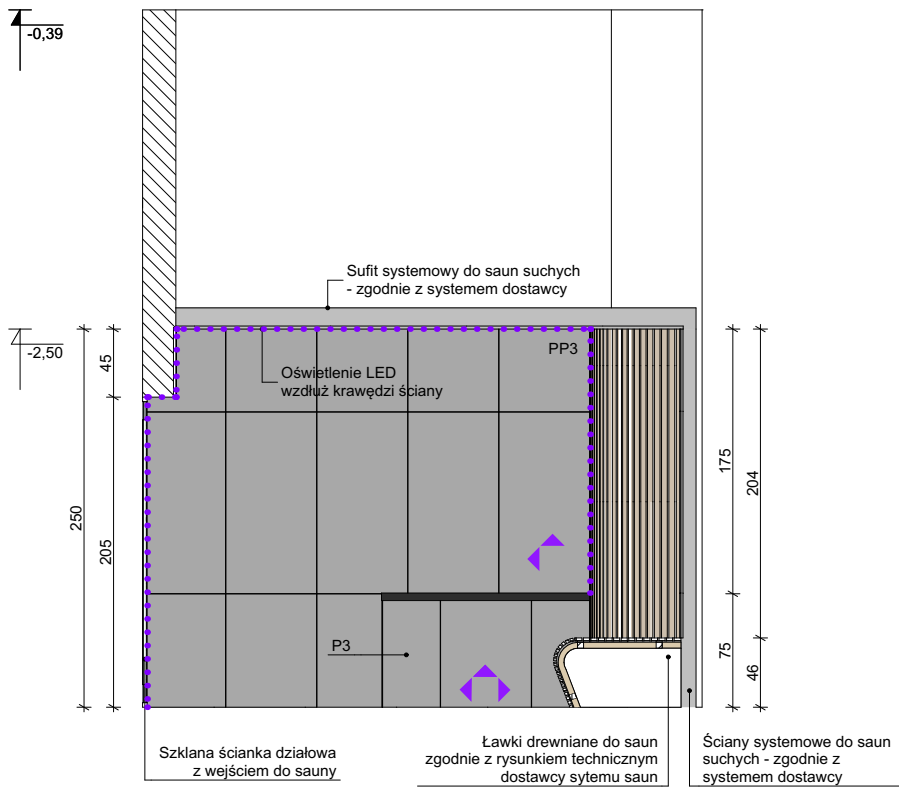 -0,39
Sufit systemowy do saun suchych
- zgodnie z systemem dostawcy
-2,50
45
PP3
Oświetlenie LED
wzdłuż krawędzi ściany
250
205
175
204
P3
75
46
Szklana ścianka działowa
z wejściem do sauny
Ławki drewniane do saun
zgodnie z rysunkiem technicznym
dostawcy sytemu saun
Ściany systemowe do saun
suchych - zgodnie z
systemem dostawcy